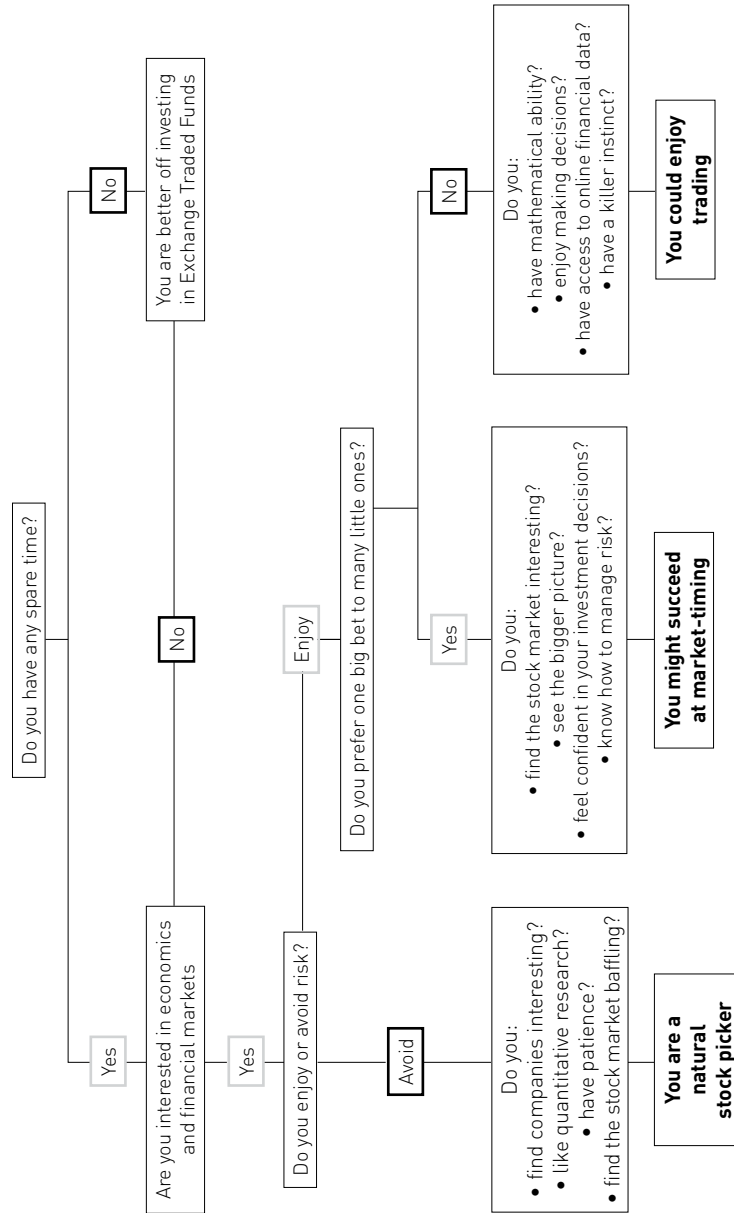 Do you have any spare time?
Yes
No
Are you interested in economics
and financial markets
No
You are better off investing
in Exchange Traded Funds
Yes
Do you enjoy or avoid risk?
Enjoy
Avoid
Do you prefer one big bet to many little ones?
Yes
No
Do you:
• find companies interesting?
• like quantitative research?
• have patience?
• find the stock market baffling?
Do you:
• find the stock market interesting?
• see the bigger picture?
• feel confident in your investment decisions?
• know how to manage risk?
Do you:
• have mathematical ability?
• enjoy making decisions?
• have access to online financial data?
• have a killer instinct?
You are a
natural
stock picker
You might succeed
at market-timing
You could enjoy
trading